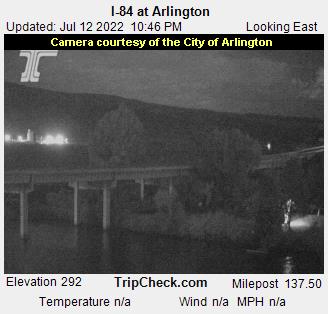 I-84 at Arlington
Updated: Jul 12 2022 10:46 PM Looking East
Camera courtesy of the City of Arlington
Elevation 292 TripCheck.com Milepost 137.50
Temperature n/a Wind n/a MPH n/a